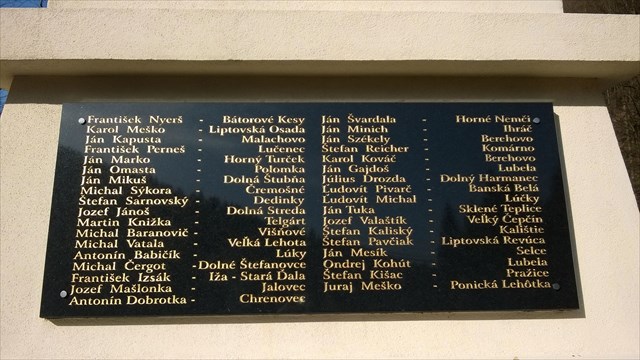 František Nyerš - Bátorové Kesy
Karol Meško - Liptovská Osada
Ján Kapusta - Malachovo
František Perneš - Lučenec
Ján Marko - Horný Turček
Ján Omasta - Polomka
Ján Mikuš - Dolná Štubňa
Michal Sýkora - Čremošné
Štefan Sarnovský - Dedinky
Jozef Jánoš - Dolná Streda
Martin Knižka - Telgárt
Michal Baranovič - Višňové
Michal Vatala - Veľká Lehota
Antonín Babičík - Lúky
Michal Čergot - Dolné Štefanovce
František Izsák - Iža - Stará Ďala
Jozef Mašlonka - Jalovec
Antonín Dobrotka - Chrenovec
Ján Švardala - Horné Nemči
Ján Minich - Ihráč
Ján Székely - Berehovo
Štefan Reicher - Komárno
Karol Kováč - Berehovo
Ján Gajdoš - Lubela
Július Drozda - Dolný Harmanec
Ľudovít Pivarč - Banská Belá
Ľudovít Michal - Lúčky
Ján Tuka - Sklené Teplice
Jozef Valaštík - Veľký Čepčín
Štefan Kaliský - Kalištie
Štefan Pavčiak - Liptovská Revúca
Ján Mesík - Selce
Ondrej Kohút - Lubela
Štefan Kišac - Pražice
Juraj Meško - Ponická Lehôtka